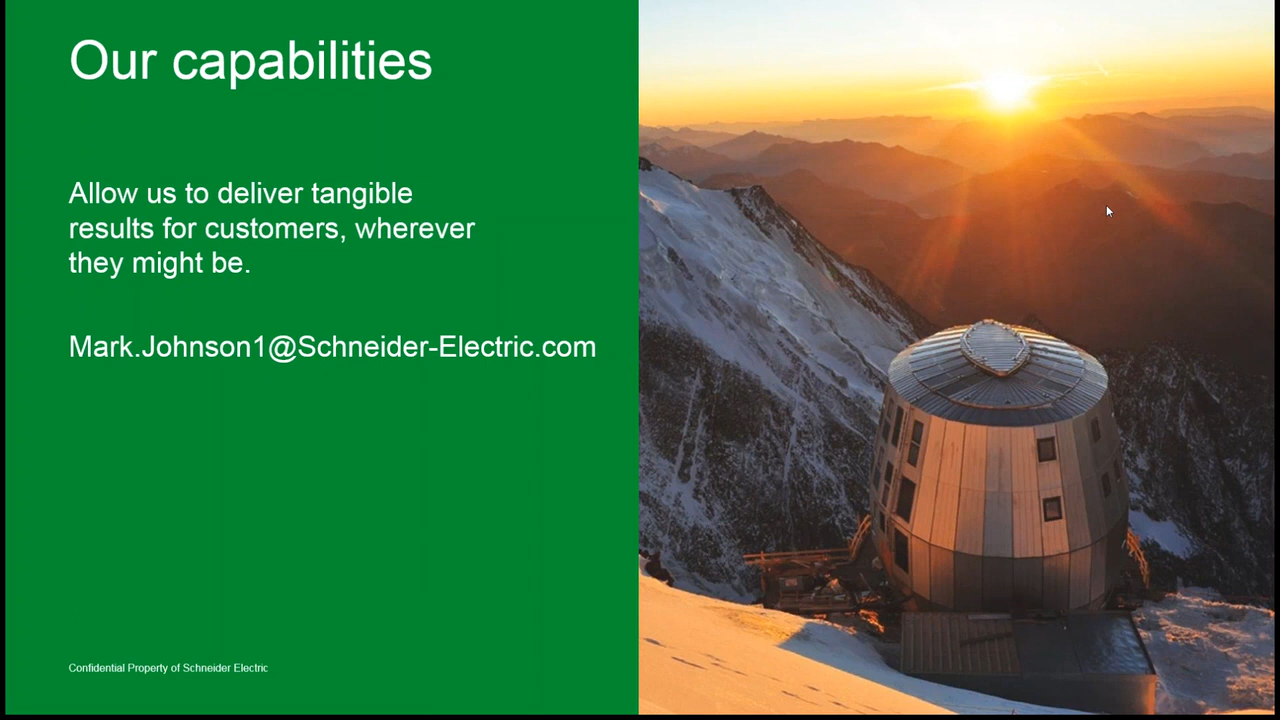 Our capabilities
Allow us to deliver tangible
results for customers, wherever
they might be.
Mark.Johnson1@Schneider-Electric.com
Confidential Property of Schneider Electric